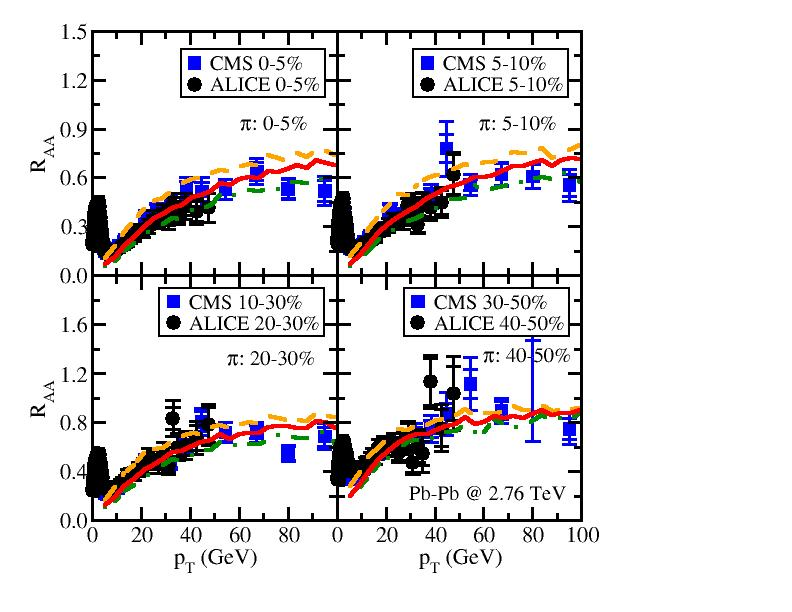 1.5
CMS 0-5%
ALICE 0-5%
CMS 5-10%
ALICE 5-10%
1.2
π: 0-5%
π: 5-10%
0.9
R_AA
0.6
0.3
0.0
CMS 10-30%
ALICE 20-30%
CMS 30-50%
ALICE 40-50%
1.6
π: 20-30%
π: 40-50%
1.2
R_AA
0.8
0.4
Pb-Pb @ 2.76 TeV
0.0
0 20 40 60 80 0 20 40 60 80 100
p_T (GeV) p_T (GeV)